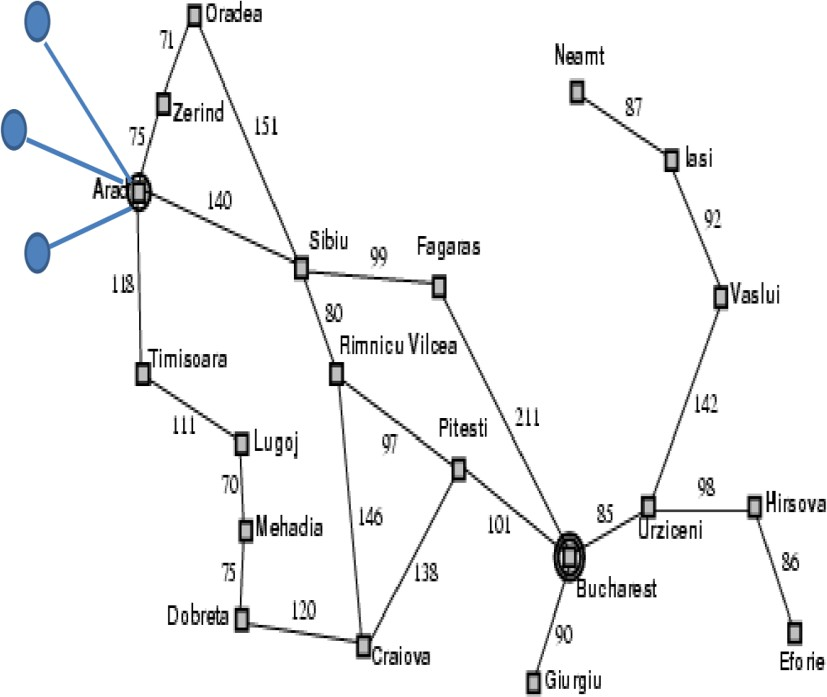 Oradea
71
Neamt
Zerind
87
75
151
Iasi
Arad
140
92
Sibiu
Fagaras
99
118
80
Vaslui
Rimnicu Vilcea
Timisoara
142
111
211
Lugoj
97
Pitesti
70
98
Hirsova
146
101
85
Urziceni
Mehadia
75
138
86
120
Bucharest
Dobreta
90
Craiova
Eforie
Giurgiu